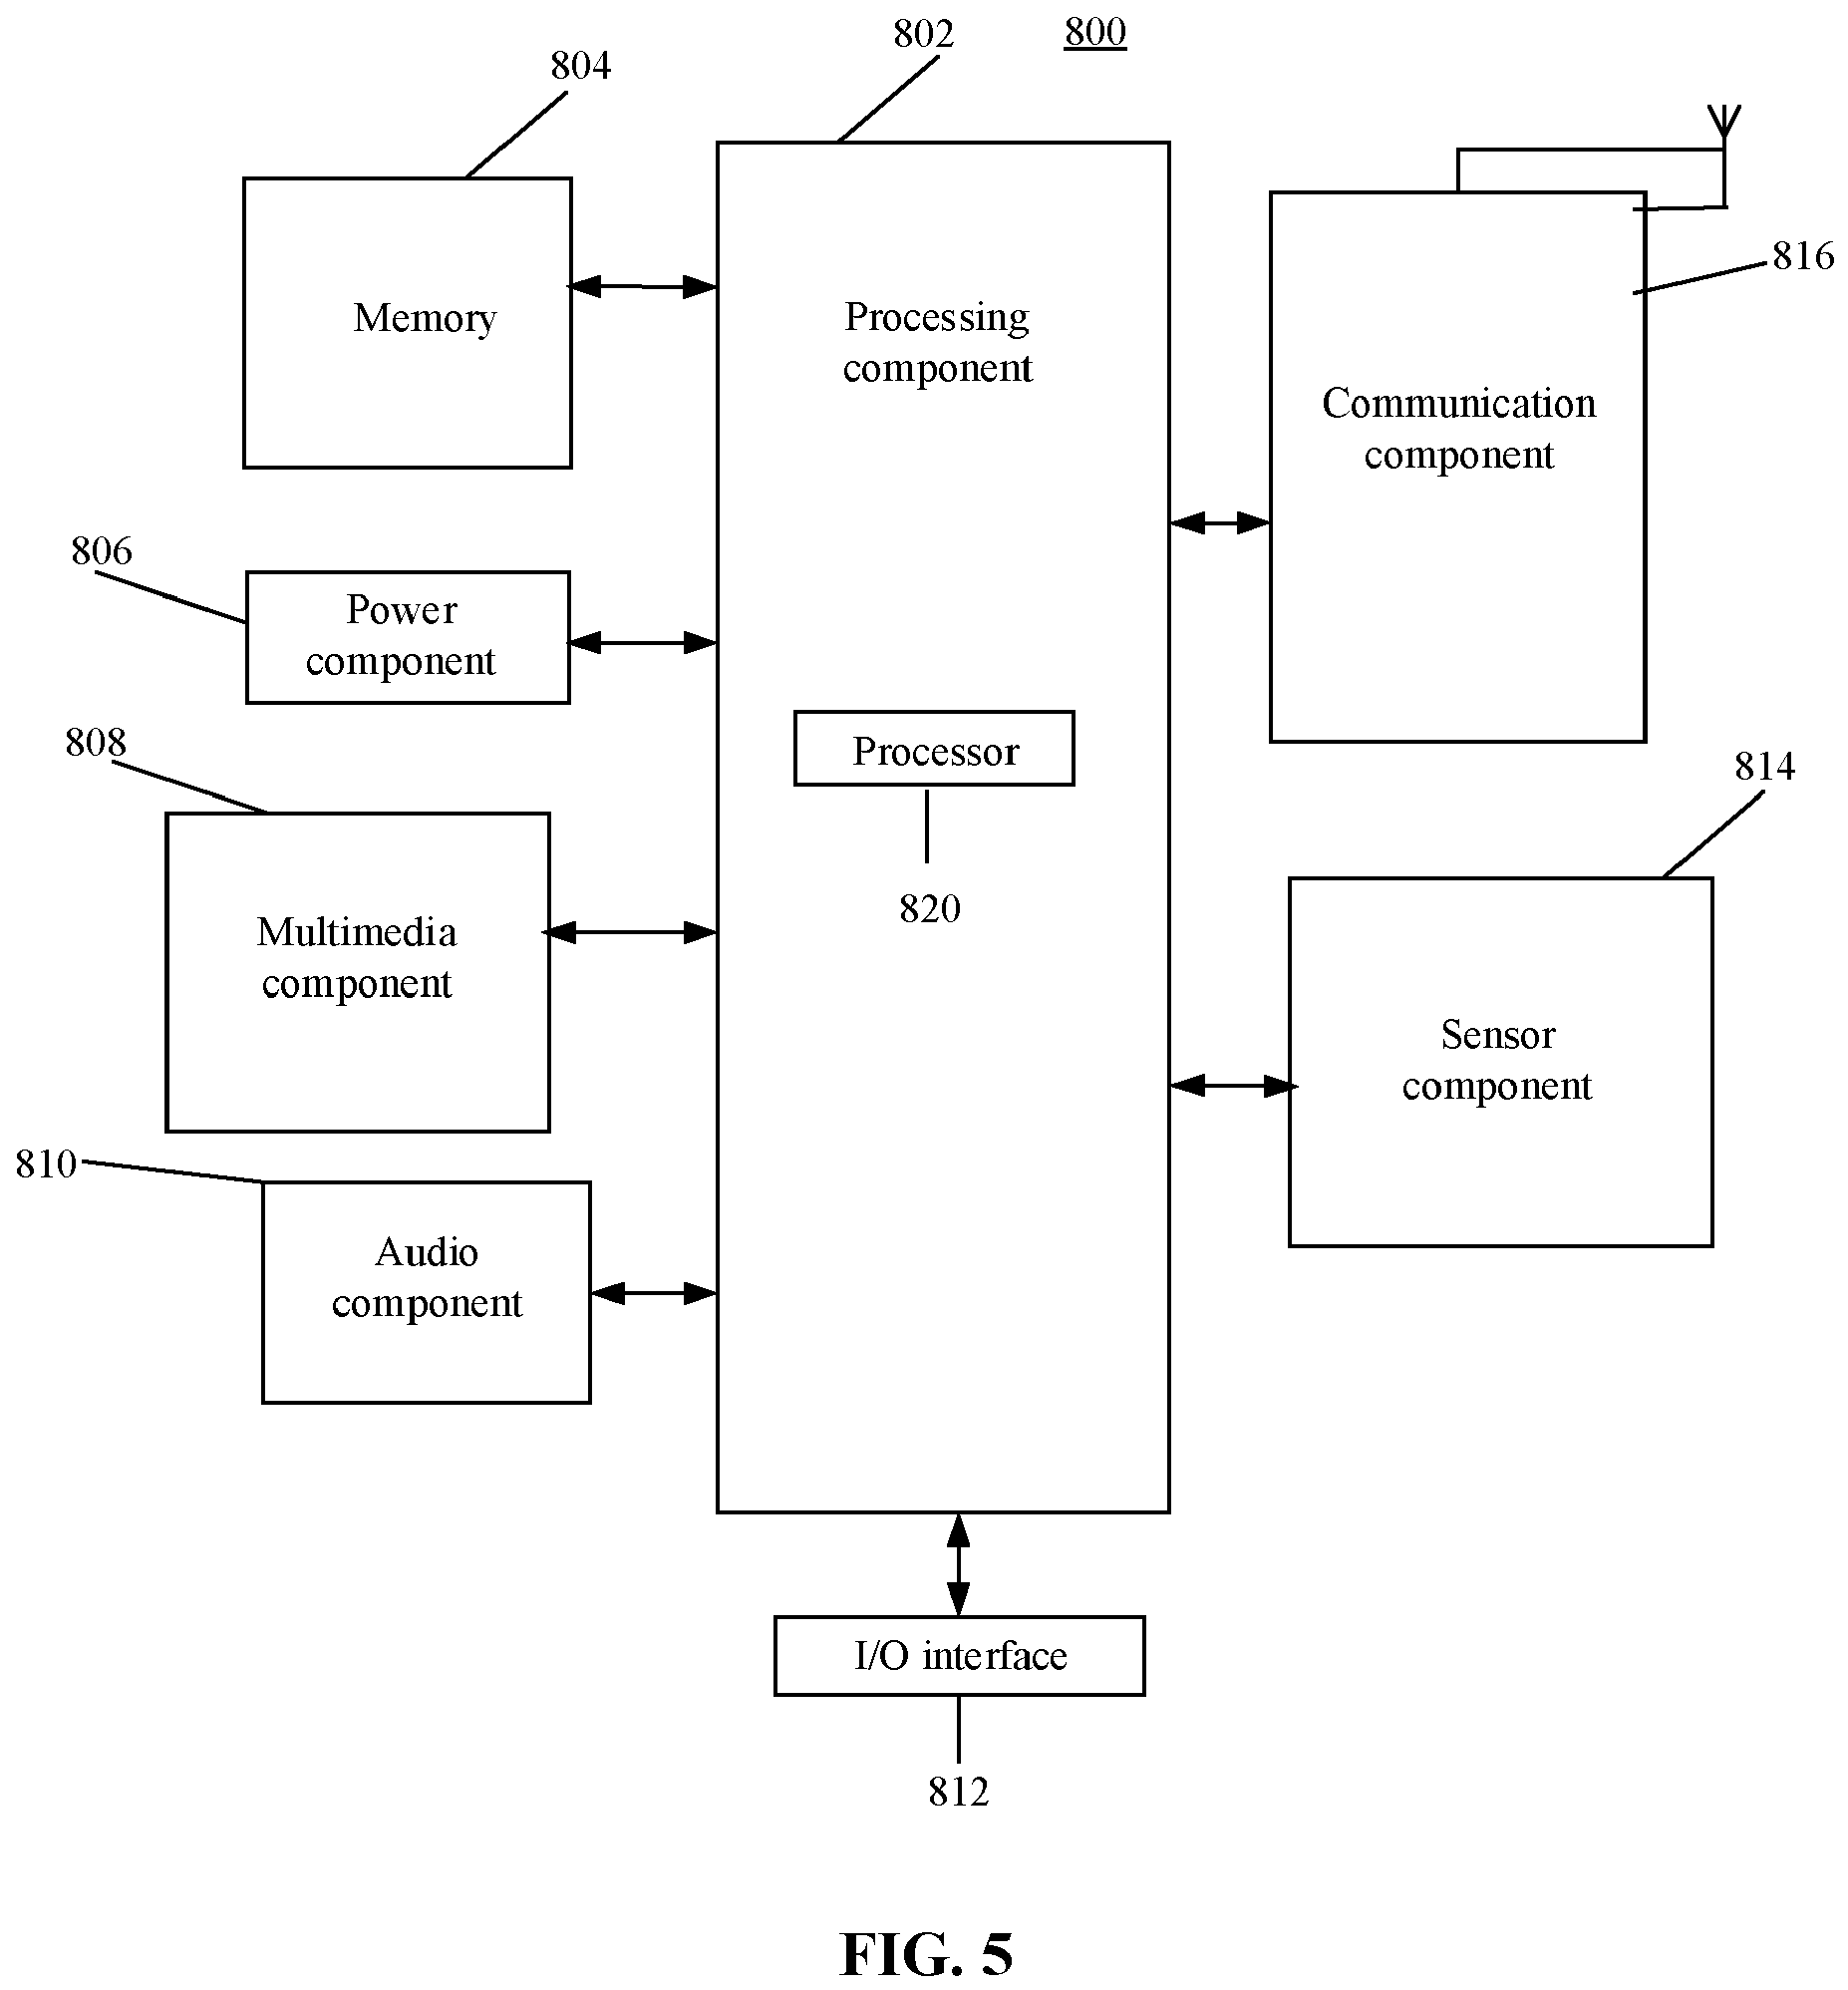 802
800
804
816
Memory
Processing
component
Communication
component
806
Power
component
808
Processor
820
814
Multimedia
component
Sensor
component
810
Audio
component
I/O interface
812
FIG. 5